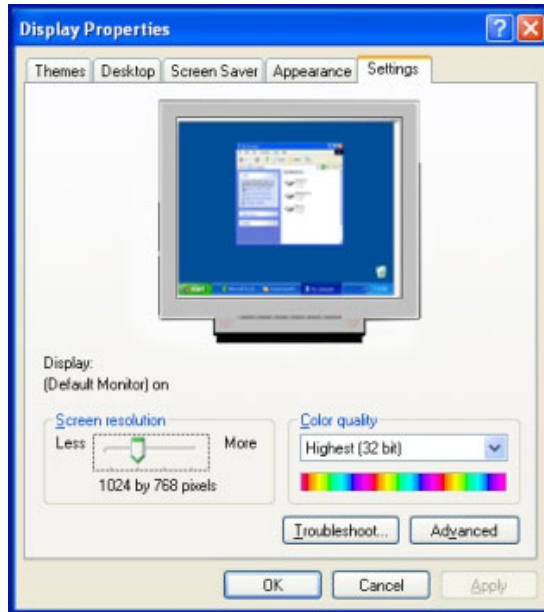 Display Properties
Themes Desktop Screen Saver Appearance Settings
start
Display:
(Default Monitor) on
Screen resolution
Less More
1024 by 768 pixels
Color quality
Highest (32 bit)
Troubleshoot... Advanced
OK Cancel Apply